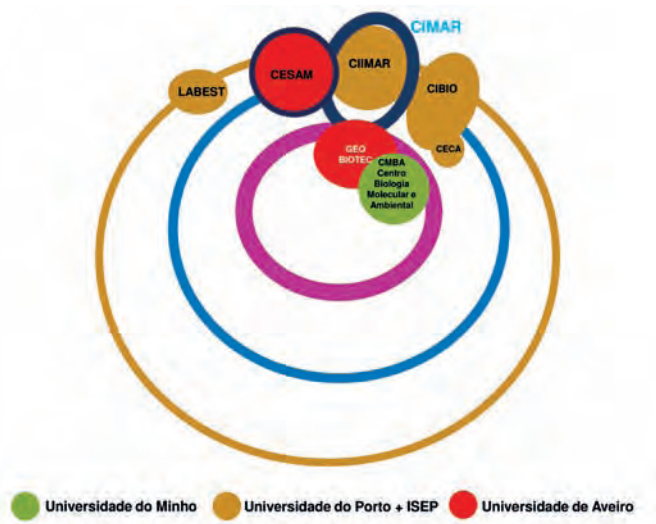 CIMAR
CIIMAR
CESAM
LABEST
CIBIO
CECA
GEO
BIOTEC
CMBA
Centro
Biologia
Molecular e
Ambiental
Universidade do Minho
Universidade do Porto + ISEP
Universidade de Aveiro